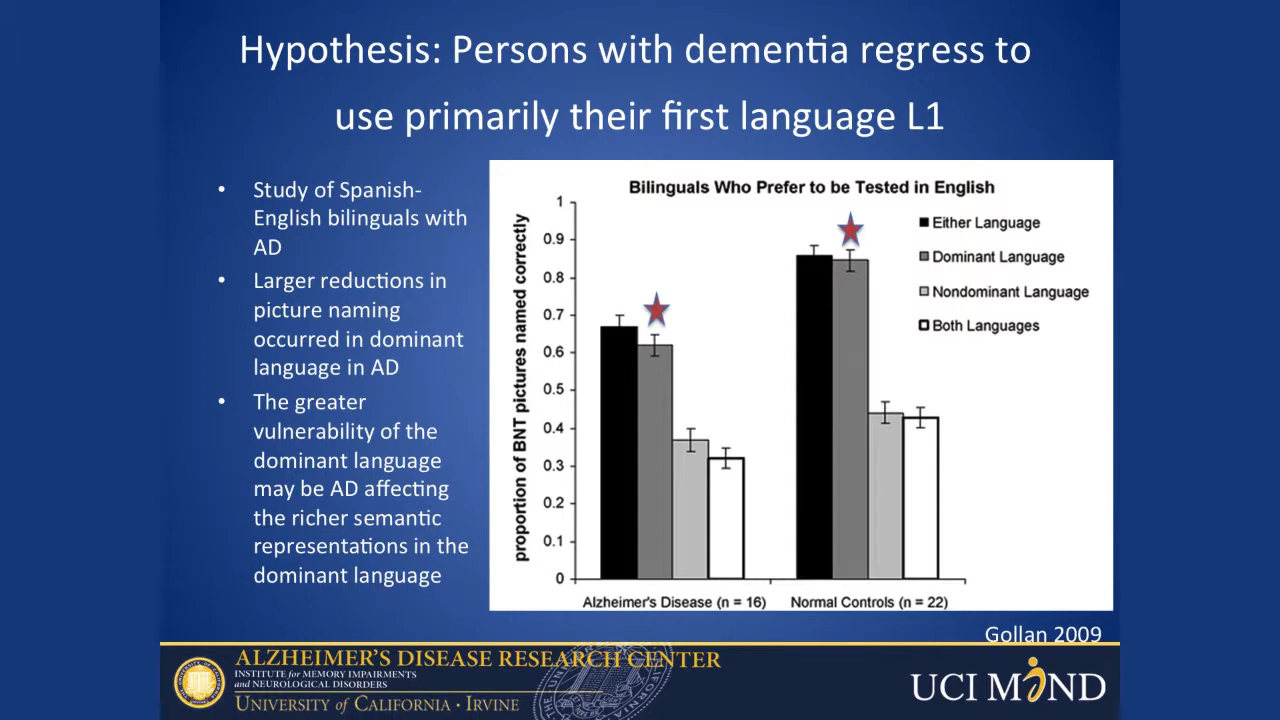 Hypothesis: Persons with dementia regress to
use primarily their first language L1
• Study of Spanish-
English bilinguals with
AD
• Larger reductions in
picture naming
occurred in dominant
language in AD
• The greater
vulnerability of the
dominant language
may be AD affecting
the richer semantic
representations in the
dominant language
Bilinguals Who Prefer to be Tested in English
proportion of BNT pictures named correctly
1
0.9
0.8
0.7
0.6
0.5
0.4
0.3
0.2
0.1
0
Either Language
Dominant Language
Nondominant Language
Both Languages
Alzheimer's Disease (n = 16)
Normal Controls (n = 22)
Gollan 2009
ALZHEIMER'S DISEASE RESEARCH CENTER
INSTITUTE for MEMORY IMPAIRMENTS
and NEUROLOGICAL DISORDERS
UNIVERSITY of CALIFORNIA · IRVINE
UCI MIND